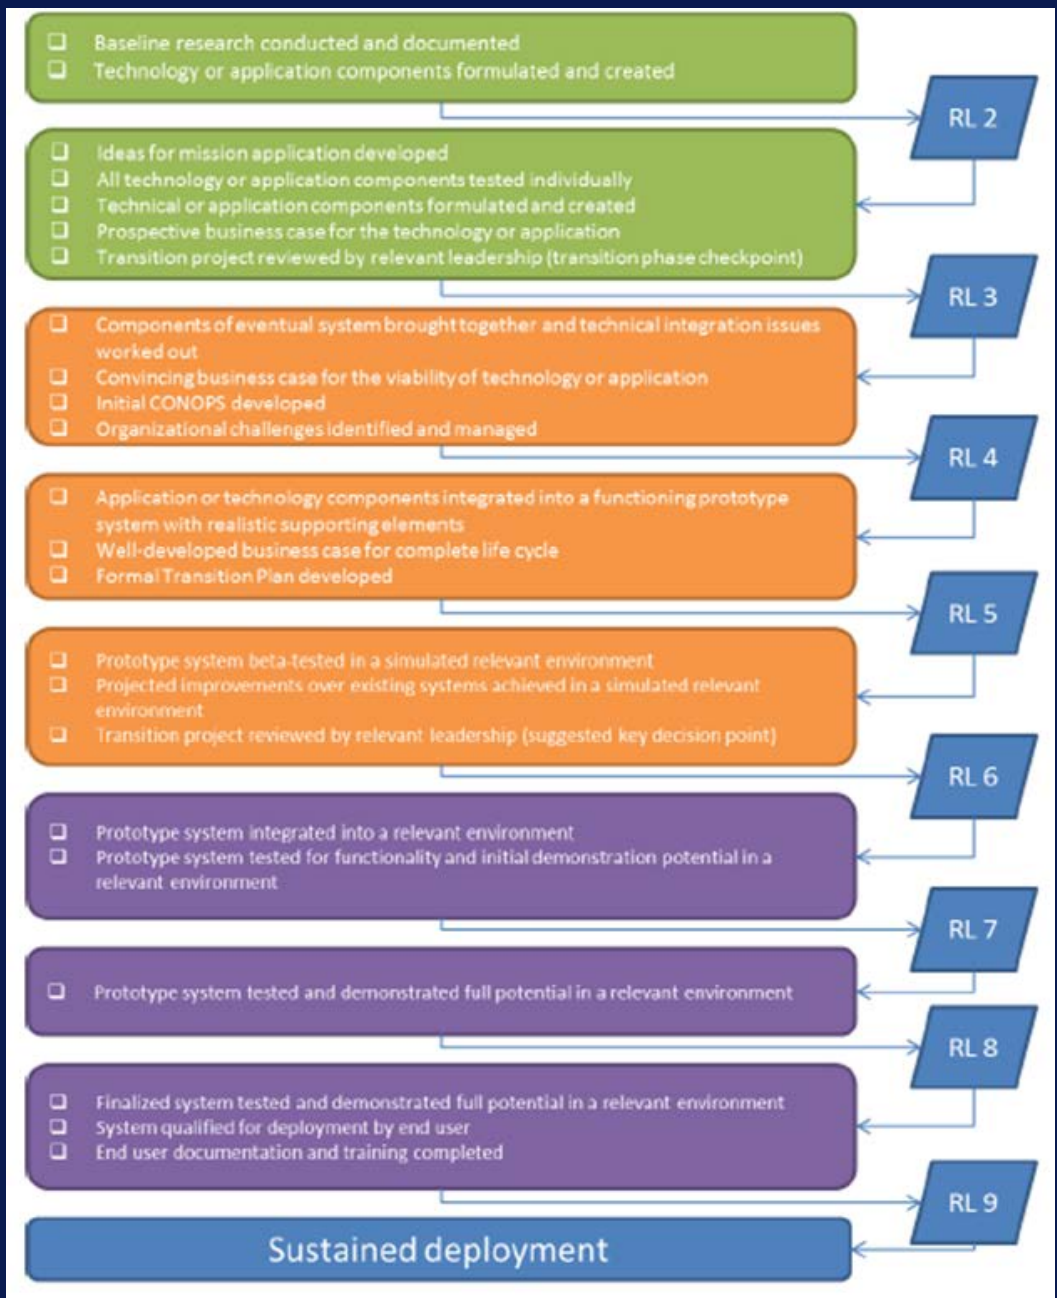 ❑ Baseline research conducted and documented
❑ Technology or application components formulated and created
RL 2
❑ Ideas for mission application developed
❑ All technology or application components tested individually
❑ Technical or application components formulated and created
❑ Prospective business case for the technology or application
❑ Transition project reviewed by relevant leadership (transition phase checkpoint)
RL 3
❑ Components of eventual system brought together and technical integration issues
worked out
❑ Convincing business case for the viability of technology or application
❑ Initial CONOPS developed
❑ Organizational challenges identified and managed
RL 4
❑ Application or technology components integrated into a functioning prototype
system with realistic supporting elements
❑ Well-developed business case for complete life cycle
❑ Formal Transition Plan developed
RL 5
❑ Prototype system beta-tested in a simulated relevant environment
❑ Projected improvements over existing systems achieved in a simulated relevant
environment
❑ Transition project reviewed by relevant leadership (suggested key decision point)
RL 6
❑ Prototype system integrated into a relevant environment
❑ Prototype system tested for functionality and initial demonstration potential in a
relevant environment
RL 7
❑ Prototype system tested and demonstrated full potential in a relevant environment
RL 8
❑ Finalized system tested and demonstrated full potential in a relevant environment
❑ System qualified for deployment by end user
❑ End user documentation and training completed
RL 9
Sustained deployment